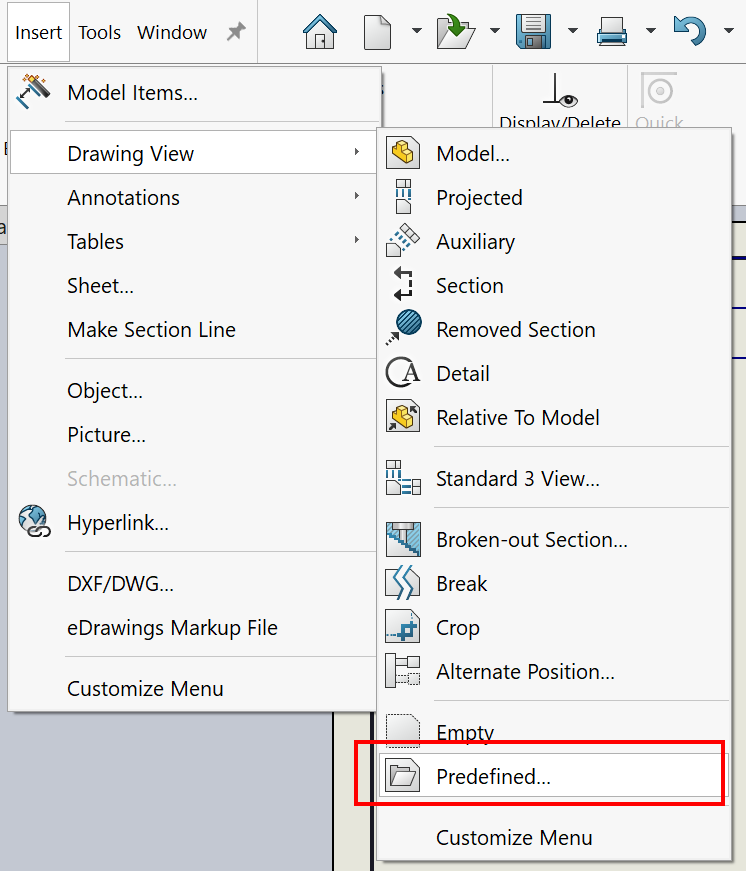 Insert Tools Window
Display/Delete
Quick
Model Items...
Drawing View
Annotations
Tables
Sheet...
Make Section Line
Object...
Picture...
Schematic...
Hyperlink...
DXF/DWG...
eDrawings Markup File
Customize Menu
Model...
Projected
Auxiliary
Section
Removed Section
Detail
Relative To Model
Standard 3 View...
Broken-out Section...
Break
Crop
Alternate Position...
Empty
Predefined...
Customize Menu